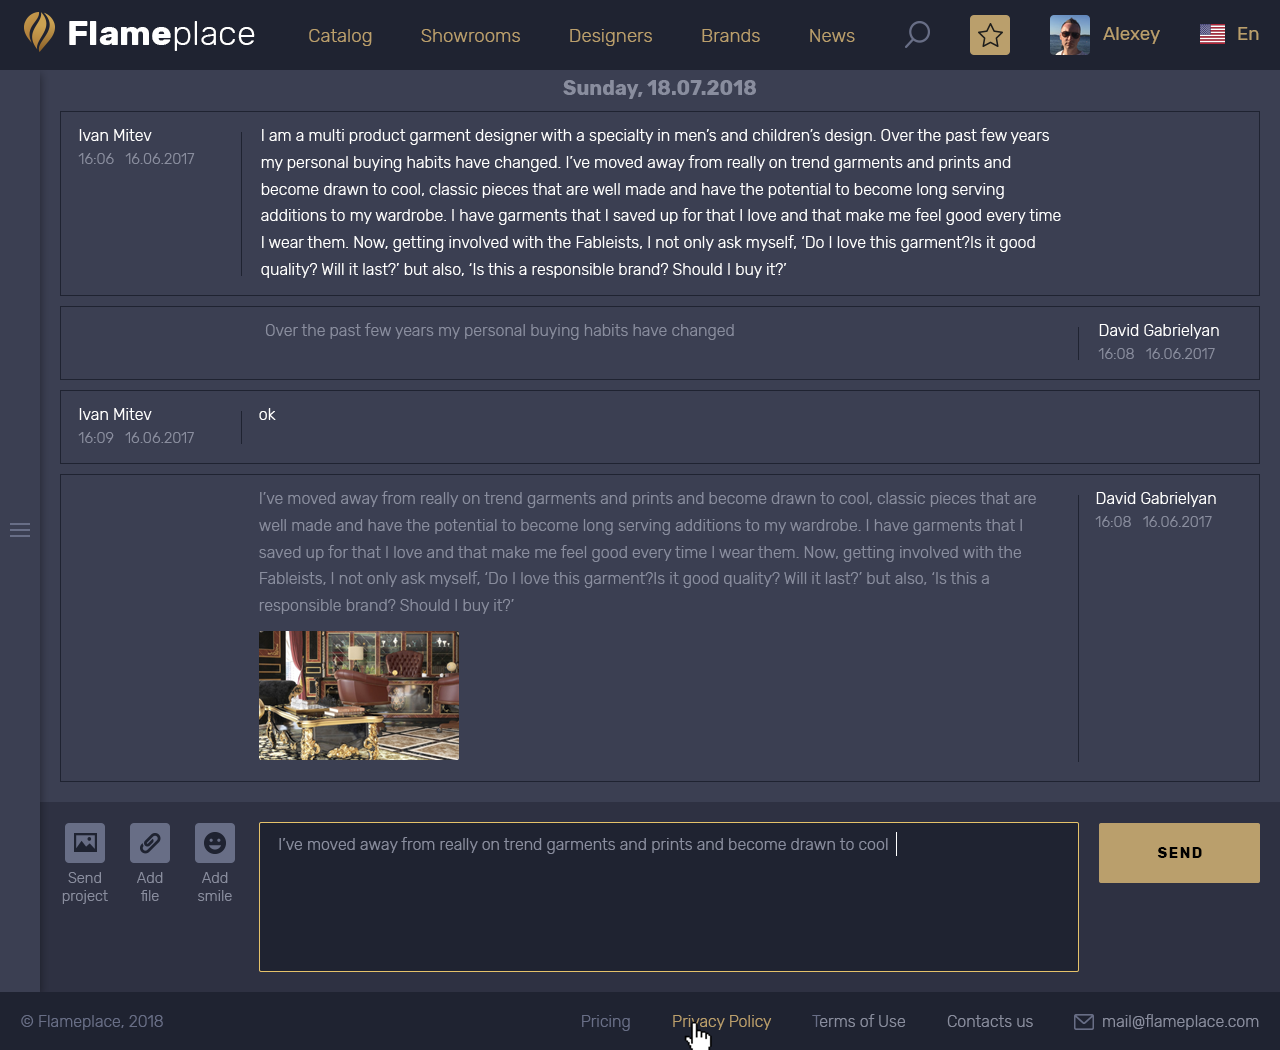 Flameplace
Catalog Showrooms Designers Brands News Alexey En
Sunday, 18.07.2018
Ivan Mitev
16:06 16.06.2017
I am a multi product garment designer with a specialty in men's and children's design. Over the past few years
my personal buying habits have changed. I've moved away from really on trend garments and prints and
become drawn to cool, classic pieces that are well made and have the potential to become long serving
additions to my wardrobe. I have garments that I saved up for that I love and that make me feel good every time
I wear them. Now, getting involved with the Fableists, I not only ask myself, ‘Do I love this garment?Is it good
quality? Will it last?’ but also, ‘Is this a responsible brand? Should I buy it?’
Over the past few years my personal buying habits have changed
David Gabrielyan
16:08 16.06.2017
Ivan Mitev
16:09 16.06.2017
ok
I’ve moved away from really on trend garments and prints and become drawn to cool, classic pieces that are
well made and have the potential to become long serving additions to my wardrobe. I have garments that I
saved up for that I love and that make me feel good every time I wear them. Now, getting involved with the
Fableists, I not only ask myself, ‘Do I love this garment?Is it good quality? Will it last?’ but also, ‘Is this a
responsible brand? Should I buy it?’
David Gabrielyan
16:08 16.06.2017
Send
project
Add
file
Add
smile
I’ve moved away from really on trend garments and prints and become drawn to cool
SEND
© Flameplace, 2018
Pricing Privacy Policy Terms of Use Contacts us mail@flameplace.com